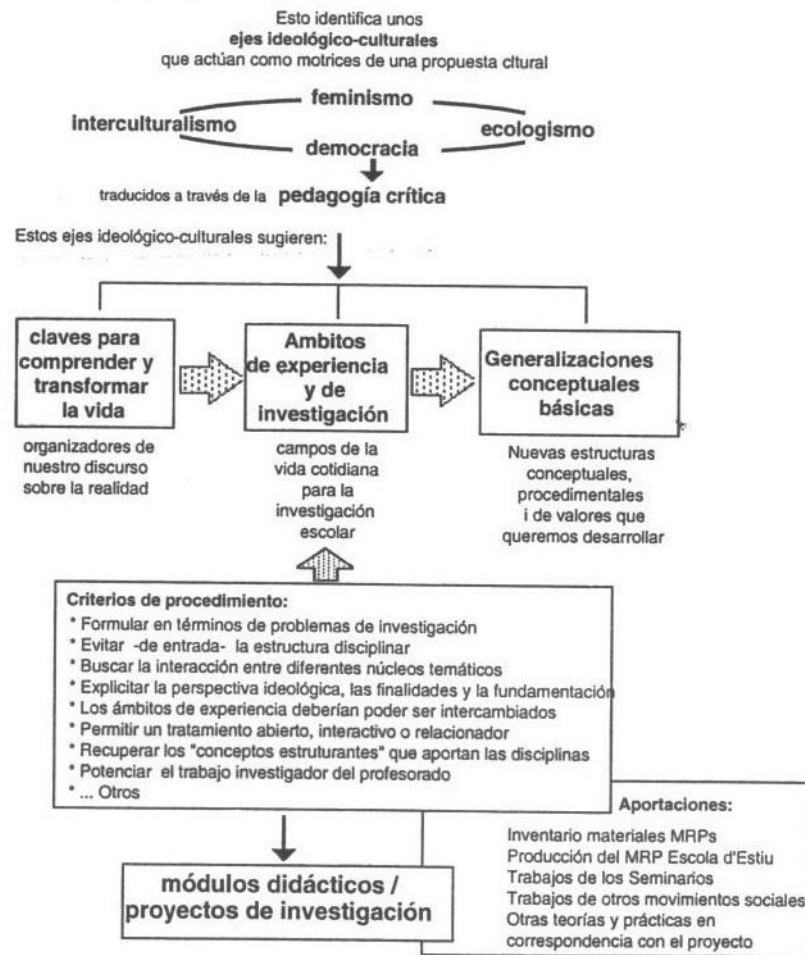 Esto identifica unos
ejes ideológico-culturales
que actúan como motrices de una propuesta cltural
feminismo
interculturalismo
ecologismo
democracia
traducidos a través de la pedagogía crítica
Estos ejes ideológico-culturales sugieren:
claves para
comprender y
transformar
la vida
organizadores de
nuestro discurso
sobre la realidad
Ambitos
de experiencia
y de
investigación
campos de la
vida cotidiana
para la
investigación
escolar
Generalizaciones
conceptuales
básicas
Nuevas estructuras
conceptuales,
procedimentales
i de valores que
queremos desarrollar
Criterios de procedimiento:
* Formular en términos de problemas de investigación
* Evitar -de entrada- la estructura disciplinar
* Buscar la interacción entre diferentes núcleos temáticos
* Explicitar la perspectiva ideológica, las finalidades y la fundamentación
* Los ámbitos de experiencia deberían poder ser intercambiados
* Permitir un tratamiento abierto, interactivo o relacionador
* Recuperar los "conceptos estruturantes" que aportan las disciplinas
* Potenciar el trabajo investigador del profesorado
* ... Otros
módulos didácticos /
proyectos de investigación
Aportaciones:
Inventario materiales MRPs
Producción del MRP Escola d'Estiu
Trabajos de los Seminarios
Trabajos de otros movimientos sociales
Otras teorías y prácticas en
correspondencia con el proyecto